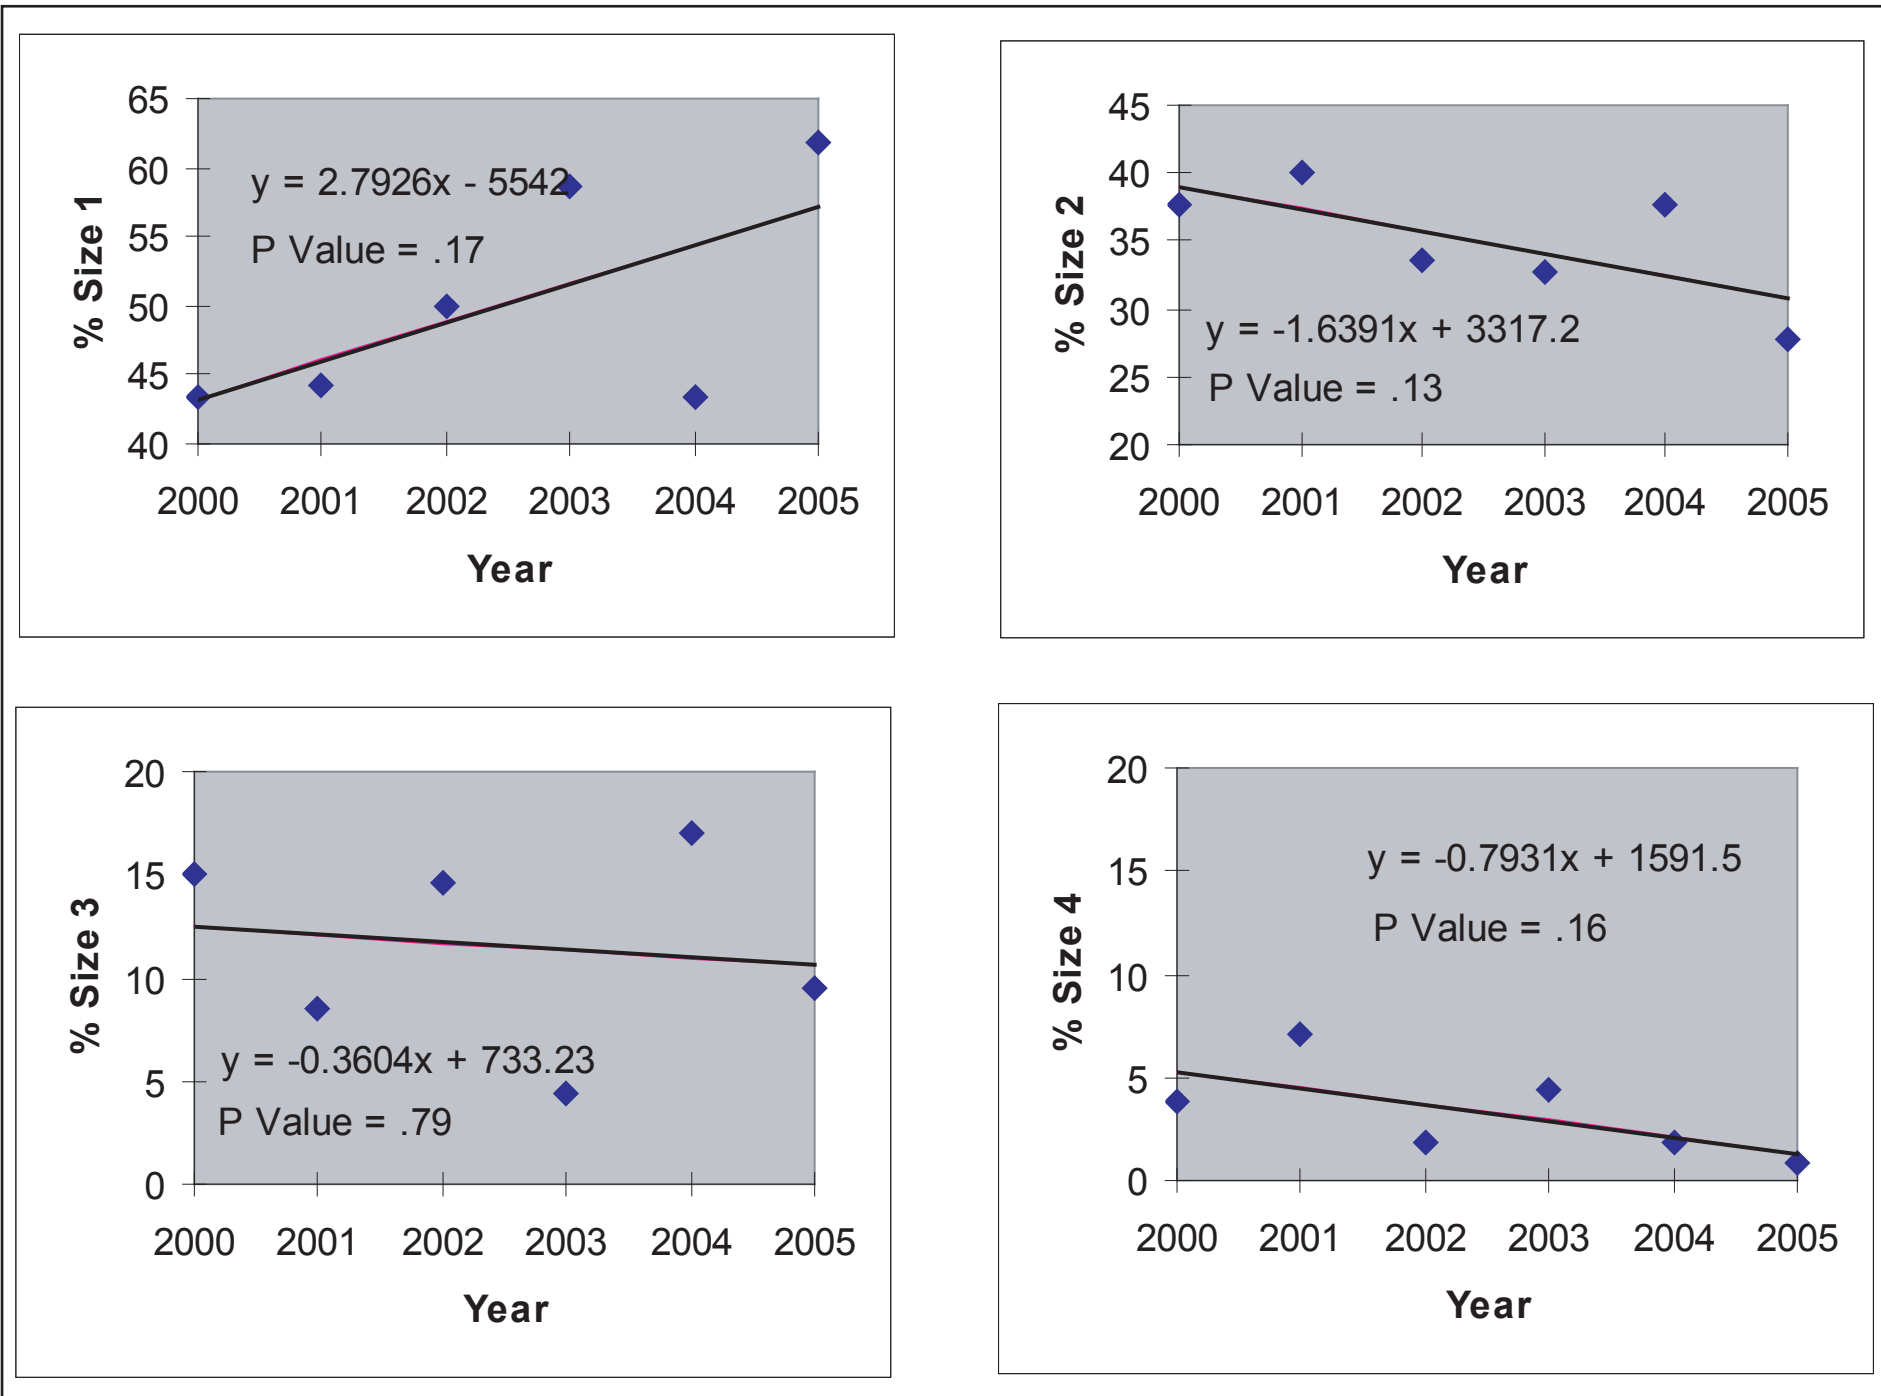 % Size 1
65
60
55
50
45
40
y = 2.7926x - 5542
P Value = .17
2000 2001 2002 2003 2004 2005
Year
% Size 2
45
40
35
30
25
20
y = -1.6391x + 3317.2
P Value = .13
2000 2001 2002 2003 2004 2005
Year
% Size 3
20
15
10
5
0
y = -0.3604x + 733.23
P Value = .79
2000 2001 2002 2003 2004 2005
Year
% Size 4
20
15
10
5
0
y = -0.7931x + 1591.5
P Value = .16
2000 2001 2002 2003 2004 2005
Year